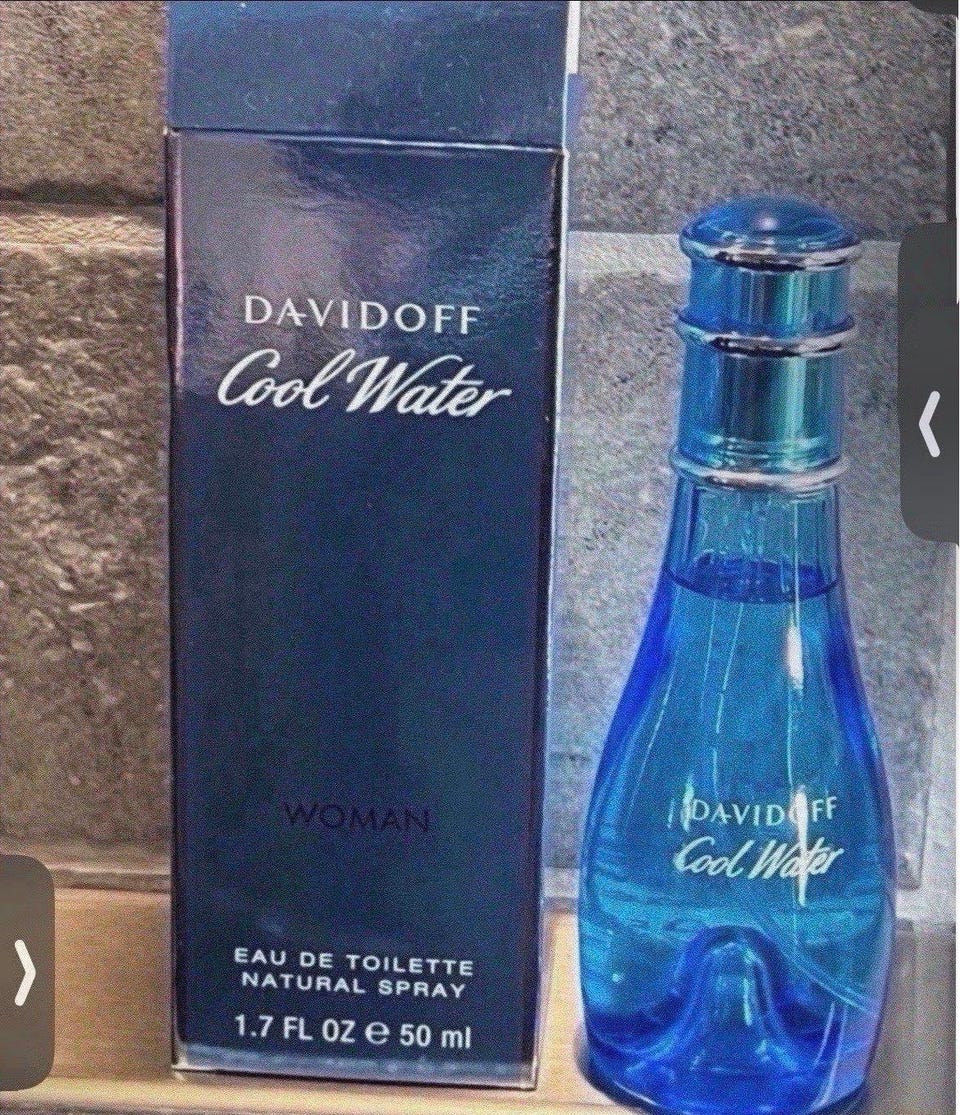 DAVIDOFF
Cool Water
WOMAN
EAU DE TOILETTE
NATURAL SPRAY
1.7 FL OZ ℮ 50 ml
DAVIDOFF
Cool Water